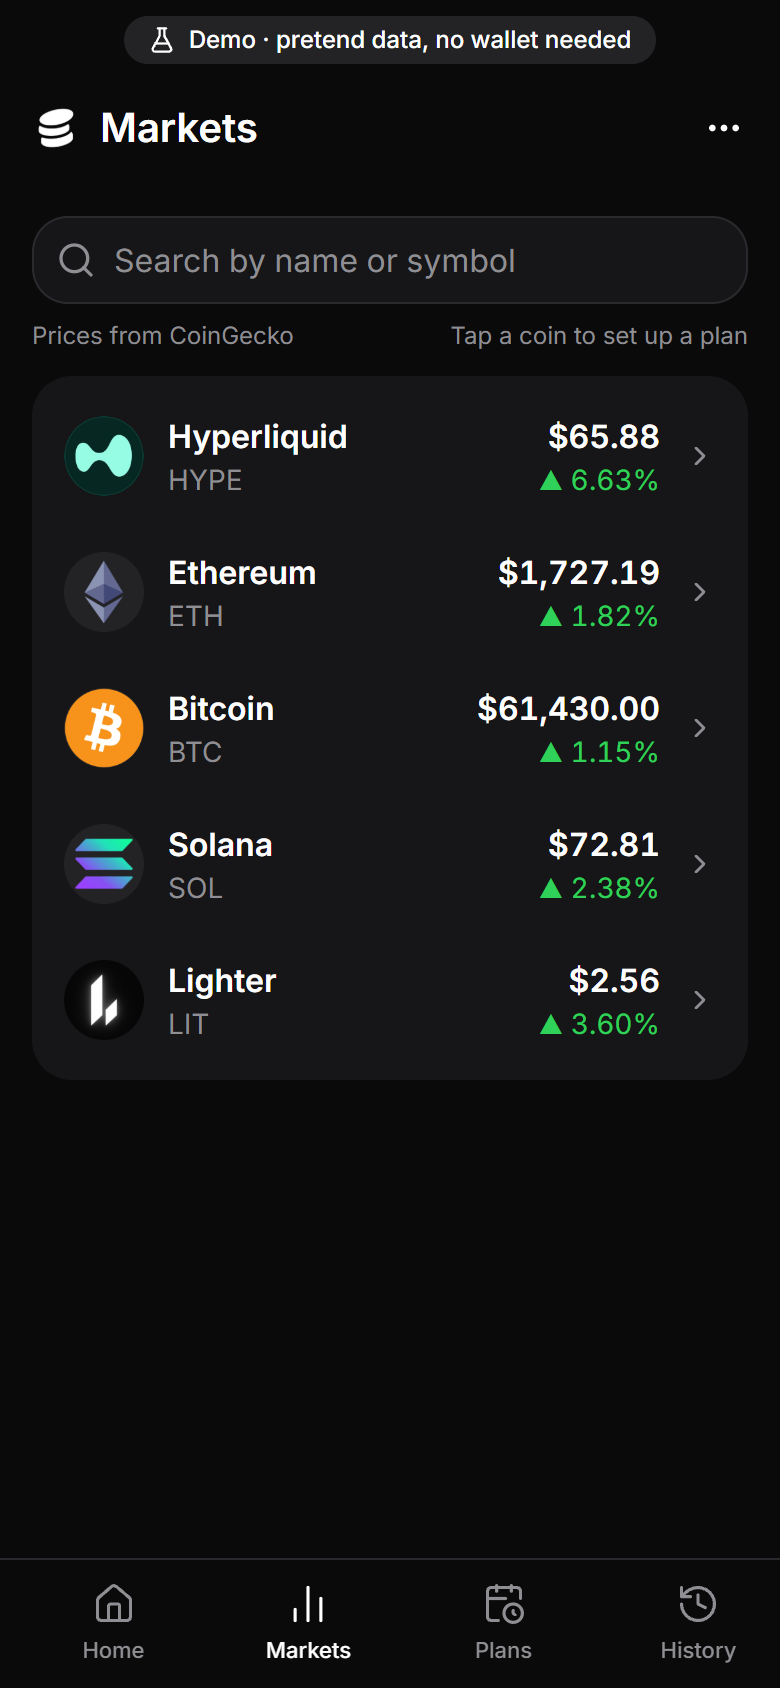 Demo · pretend data, no wallet needed
Markets
Search by name or symbol
Prices from CoinGecko
Tap a coin to set up a plan
Hyperliquid
$65.88
HYPE
▲ 6.63%
Ethereum
$1,727.19
ETH
▲ 1.82%
Bitcoin
$61,430.00
BTC
▲ 1.15%
Solana
$72.81
SOL
▲ 2.38%
Lighter
$2.56
LIT
▲ 3.60%
Home
Markets
Plans
History